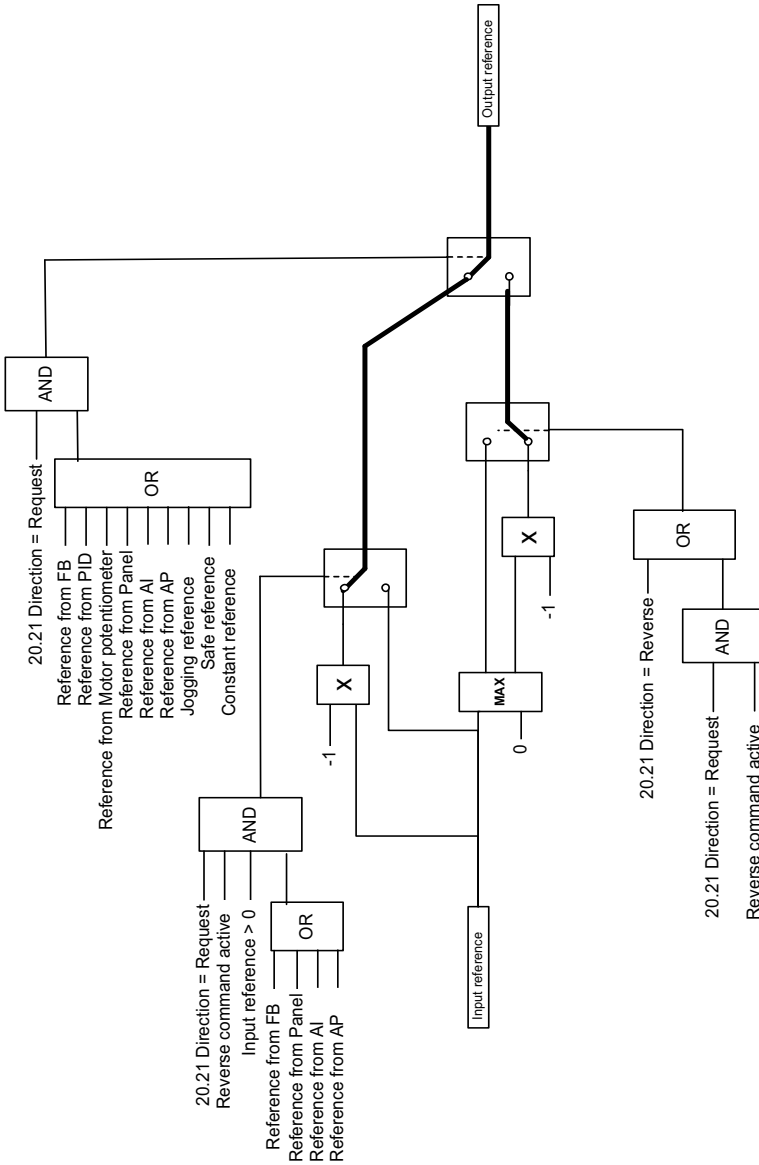 Output reference
AND
20.21 Direction = Request
OR
Reference from FB
Reference from PID
Reference from Motor potentiometer
Reference from Panel
Reference from AI
Reference from AP
Jogging reference
Safe reference
Constant reference
X
-1
AND
20.21 Direction = Request
Reverse command active
Input reference > 0
OR
Reference from FB
Reference from Panel
Reference from AI
Reference from AP
X
-1
MAX
0
Input reference
OR
20.21 Direction = Reverse
AND
20.21 Direction = Request
Reverse command active